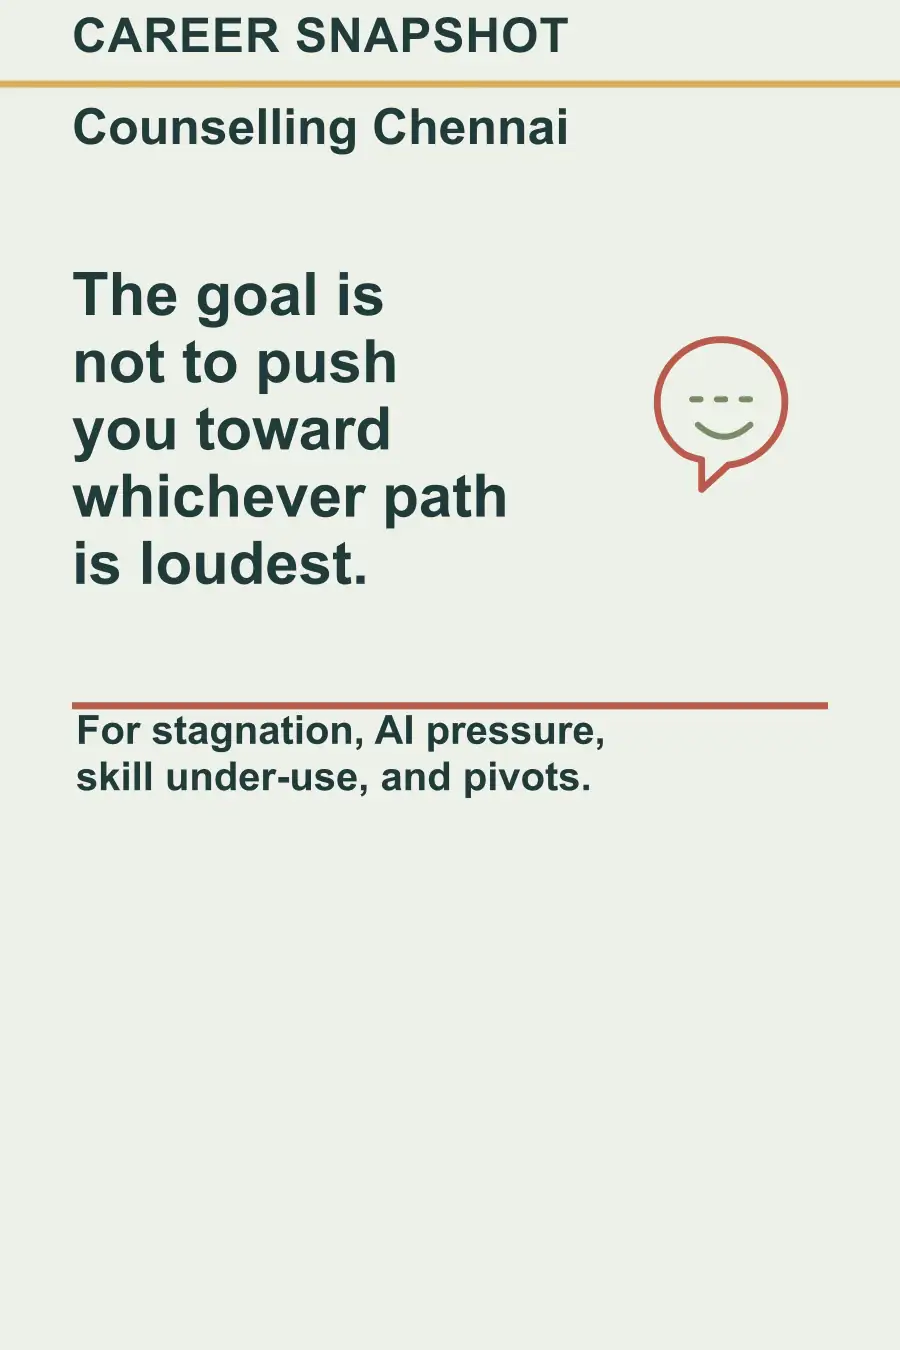 CAREER SNAPSHOT
Counselling Chennai
The goal is
not to push
you toward
whichever path
is loudest.
For stagnation, AI pressure,
skill under-use, and pivots.